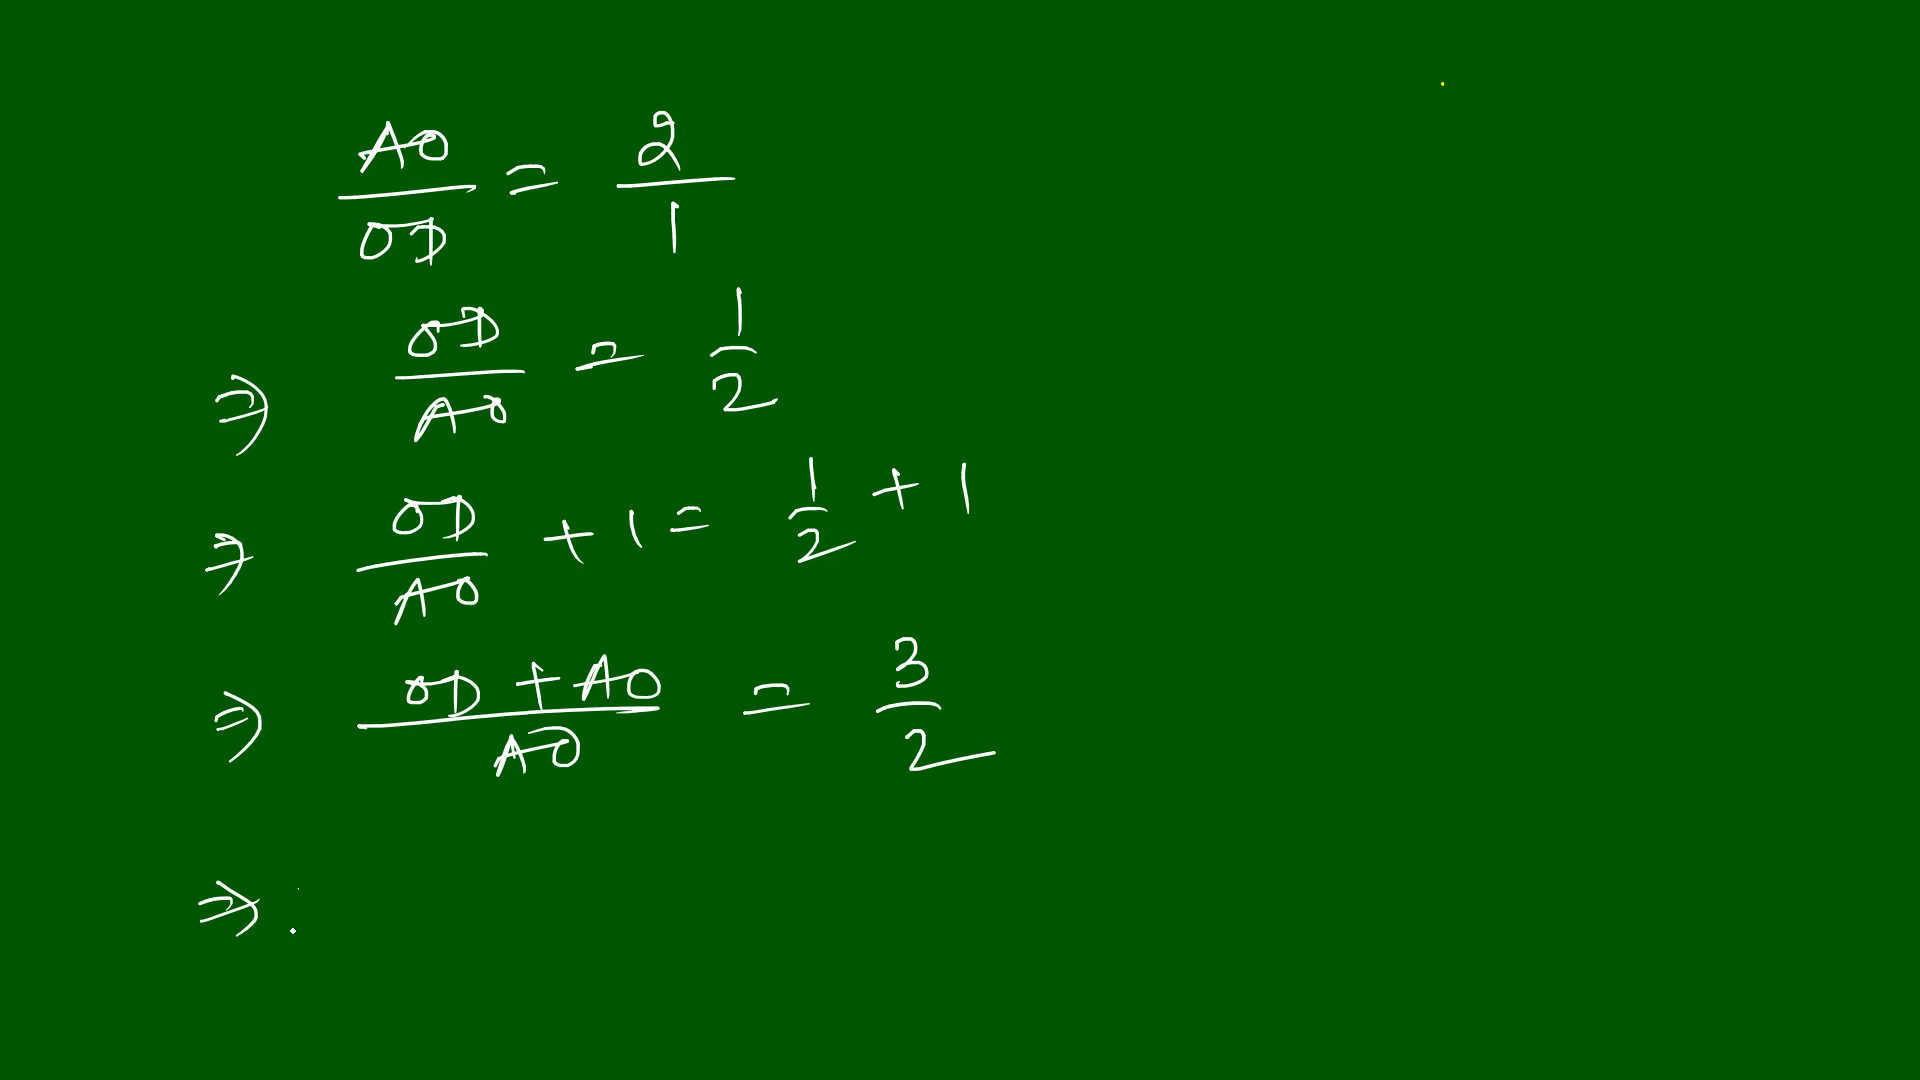 AO/OD = 2/1
⇒ OD/AO = 1/2
⇒ OD/AO + 1 = 1/2 + 1
⇒ OD + AO/AO = 3/2
⇒